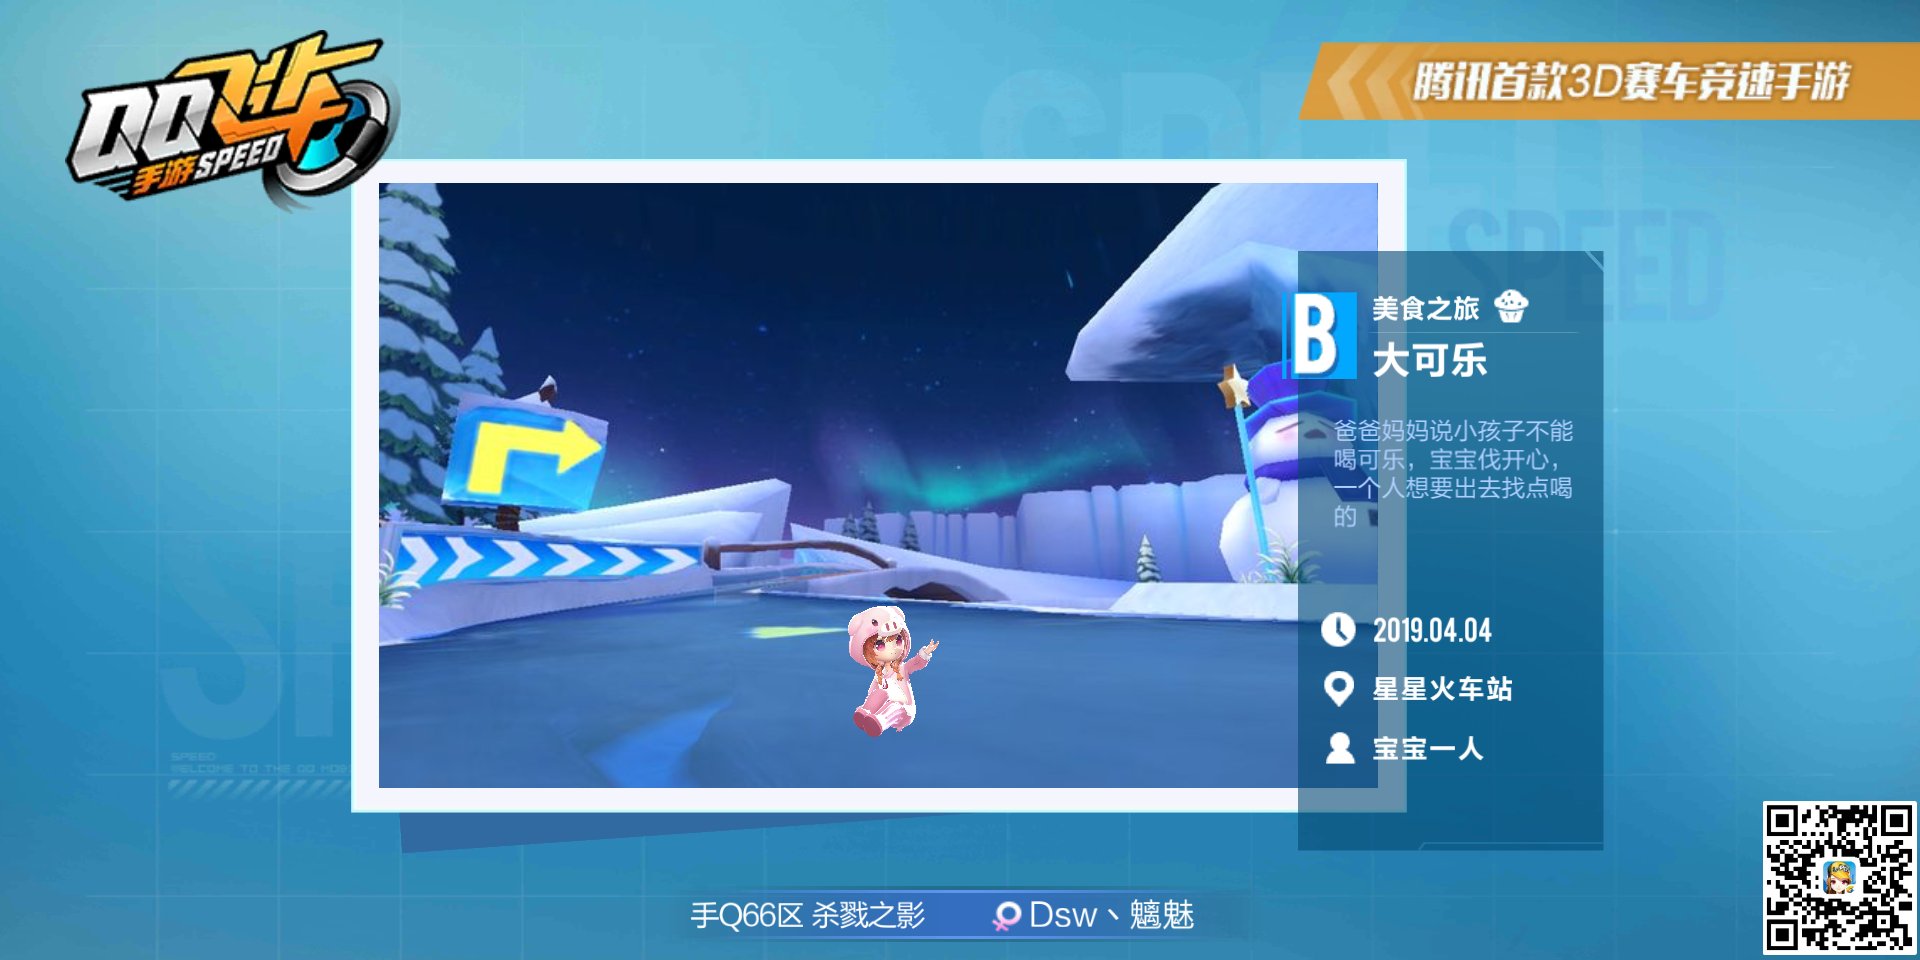 QQ飞车
手游SPEED
腾讯首款3D赛车竞速手游
SPEED
SPEED
B
美食之旅
大可乐
爸爸妈妈说小孩子不能
喝可乐，宝宝伐开心，
一个人想要出去找点喝
的
2019.04.04
星星火车站
宝宝一人
SPEED
手Q66区 杀戮之影
Dsw丶魑魅